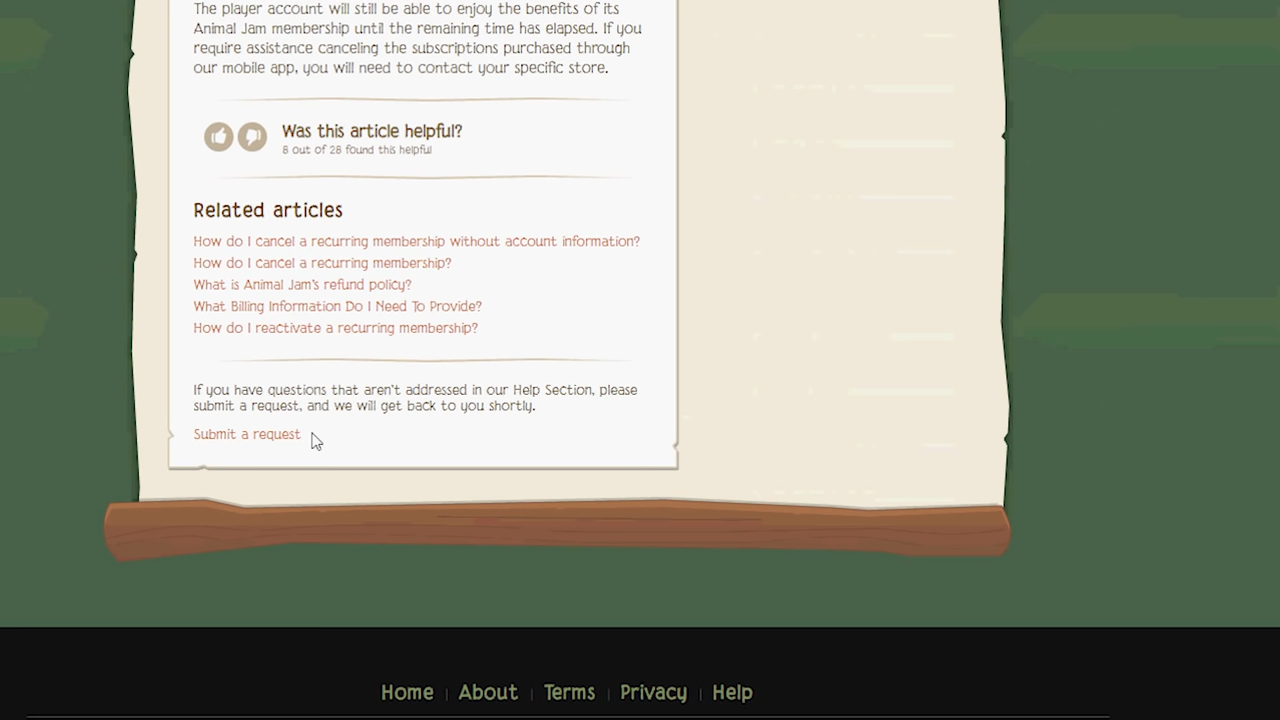 The player account will still be able to enjoy the benefits of its
Animal Jam membership until the remaining time has elapsed. If you
require assistance canceling the subscriptions purchased through
our mobile app, you will need to contact your specific store.
Was this article helpful?
8 out of 28 found this helpful
Related articles
How do I cancel a recurring membership without account information?
How do I cancel a recurring membership?
What is Animal Jam's refund policy?
What Billing Information Do I Need To Provide?
How do I reactivate a recurring membership?
If you have questions that aren't addressed in our Help Section, please
submit a request, and we will get back to you shortly.
Submit a request
Home | About | Terms | Privacy | Help